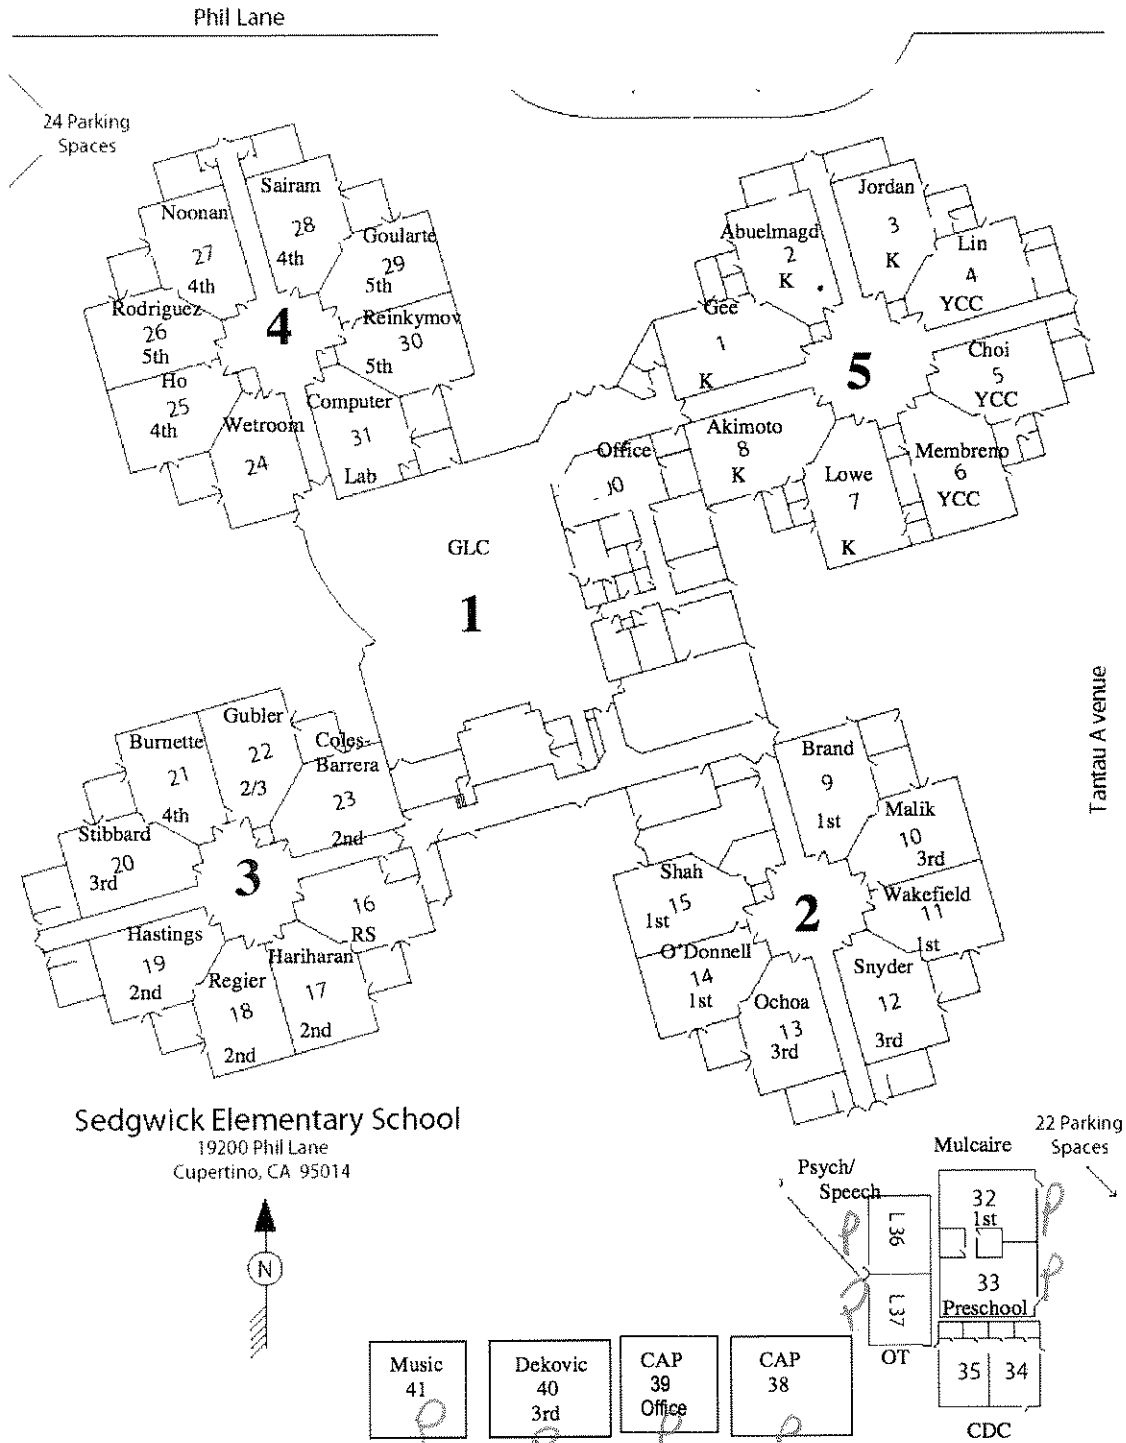 Phil Lane
24 Parking
Spaces
Sairam
28
4th
Noonan
27
4th
Goularte
29
5th
Rodriguez
26
5th
4
Reinkymov
30
5th
Ho
25
4th
Wetroom
24
Computer
31
Lab
Jordan
3
K
Abuelmagd
2
K
Lin
4
YCC
Gee
1
K
5
Choi
5
YCC
Akimoto
8
K
Membreno
6
YCC
Lowe
7
K
Office
GLC
1
Tantau Avenue
Gubler
22
2/3
Burnette
21
4th
Coles-
Barrera
23
2nd
Stibbard
20
3rd
3
16
RS
Hastings
19
2nd
Regier
18
2nd
Hariharan
17
2nd
Brand
9
1st
Malik
10
3rd
Shah
15
1st
2
Wakefield
11
1st
O'Donnell
14
1st
Snyder
12
3rd
Ochoa
13
3rd
Sedgwick Elementary School
19200 Phil Lane
Cupertino, CA 95014
N
22 Parking
Spaces
Mulcaire
32
1st
33
Preschool
Psych/
Speech
L36
L37
OT
35 34
CDC
Music
41
Dekovic
40
3rd
CAP
39
Office
CAP
38